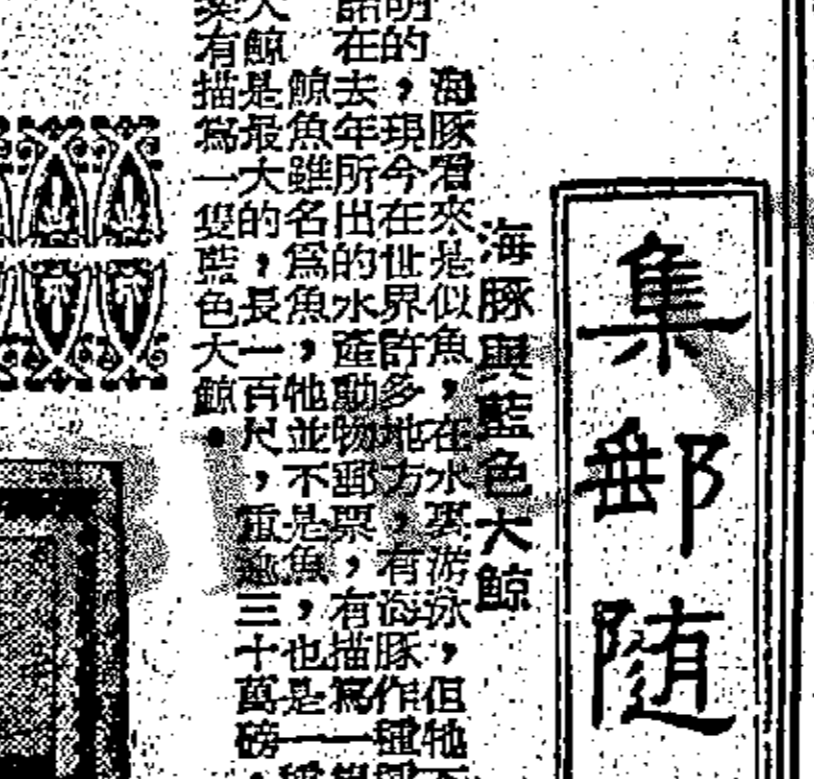 集郵隨
海豚與藍色大鯨
海豚看來是似魚，在水裏游泳，但牠
明的，現今在世界許多地方，有海豚作種
在去年所出的水產動物郵票，有描寫一
鯨魚雖名爲魚，牠並不是魚，也是一種
大鯨是最大的，長一百尺，重逾三十萬磅，
有描寫一隻藍色大鯨。